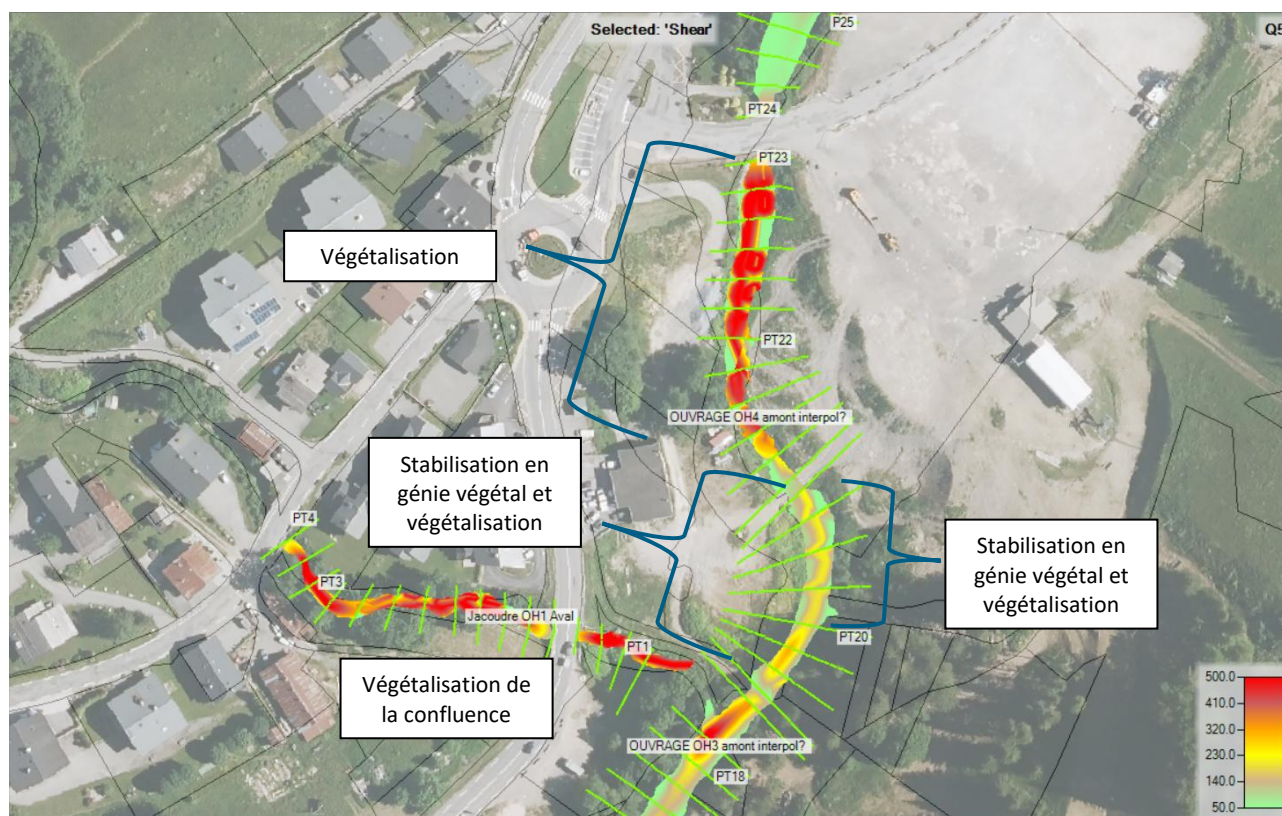 Selected: 'Shear'
P25
Q5
PT24
PT23
Végétalisation
PT22
OUVRAGE OH4 amont interpol?
Stabilisation en
génie végétal et
végétalisation
Stabilisation en
génie végétal et
végétalisation
PT4
PT3
Jacoudre OH1 Aval
PT1
PT20
Végétalisation de
la confluence
OUVRAGE OH3 amont interpol?
PT18
500.0
410.0
320.0
230.0
140.0
50.0